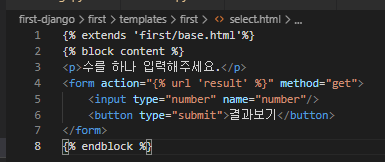 first-django > first > templates > first > select.html > ...
1 {% extends 'first/base.html'%}
2 {% block content %}
3 <p>수를 하나 입력해주세요.</p>
4 <form action="{% url 'result' %}" method="get">
5 <input type="number" name="number"/>
6 <button type="submit">결과보기</button>
7 </form>
8 {% endblock %}